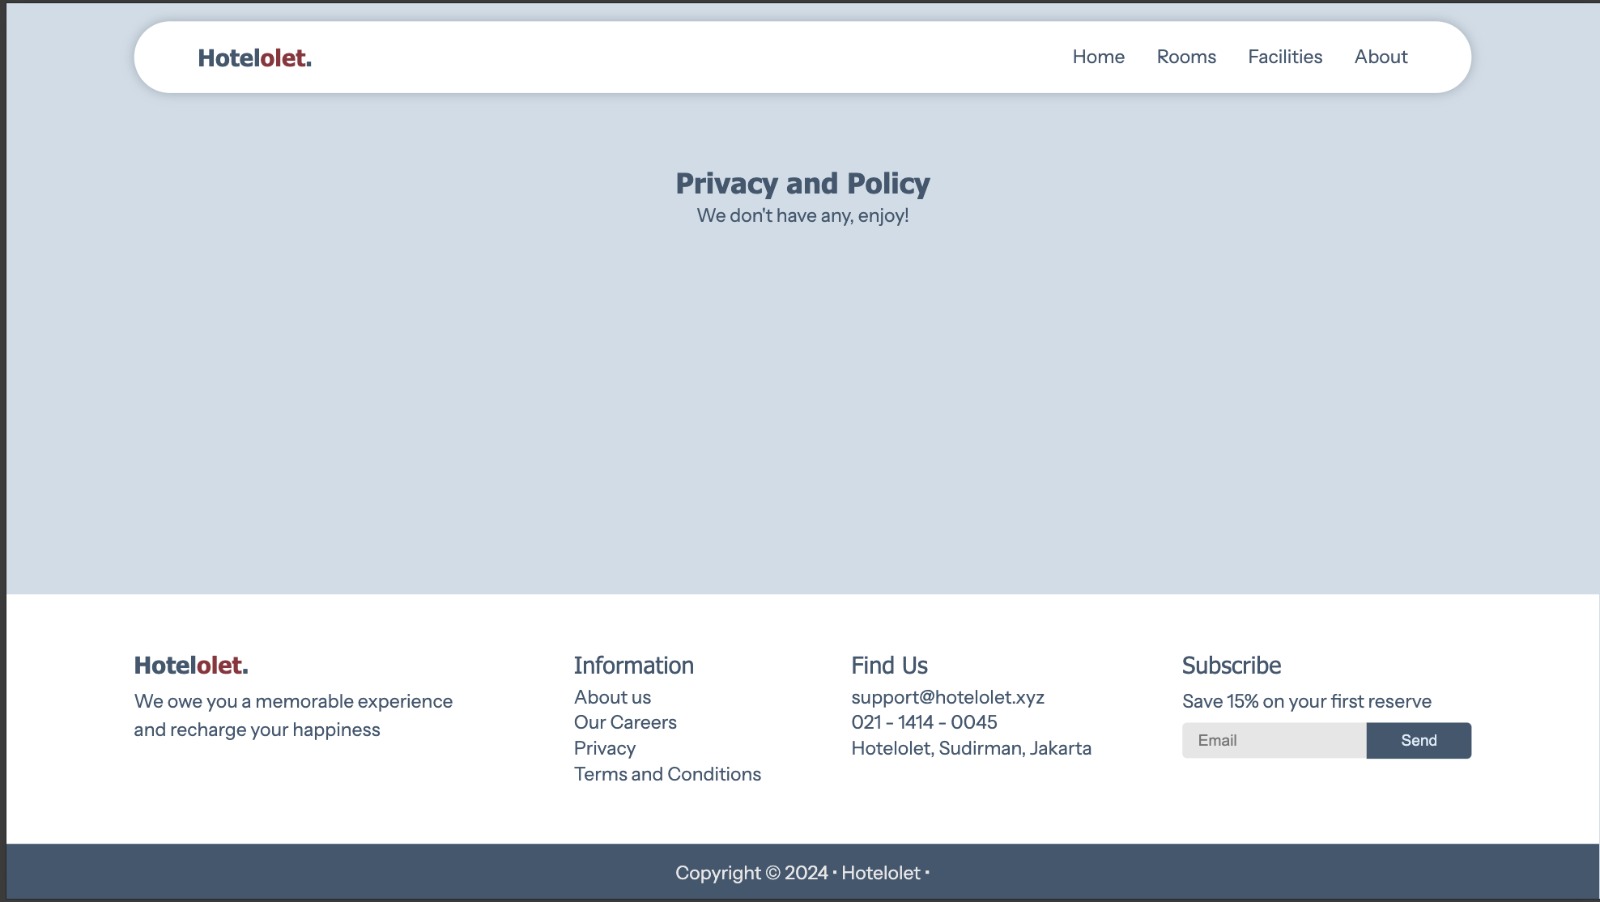 Hotelolet.
Home Rooms Facilities About
Privacy and Policy
We don't have any, enjoy!
Hotelolet.
We owe you a memorable experience
and recharge your happiness
Information
About us
Our Careers
Privacy
Terms and Conditions
Find Us
support@hotelolet.xyz
021 - 1414 - 0045
Hotelolet, Sudirman, Jakarta
Subscribe
Save 15% on your first reserve
Email Send
Copyright © 2024 • Hotelolet •